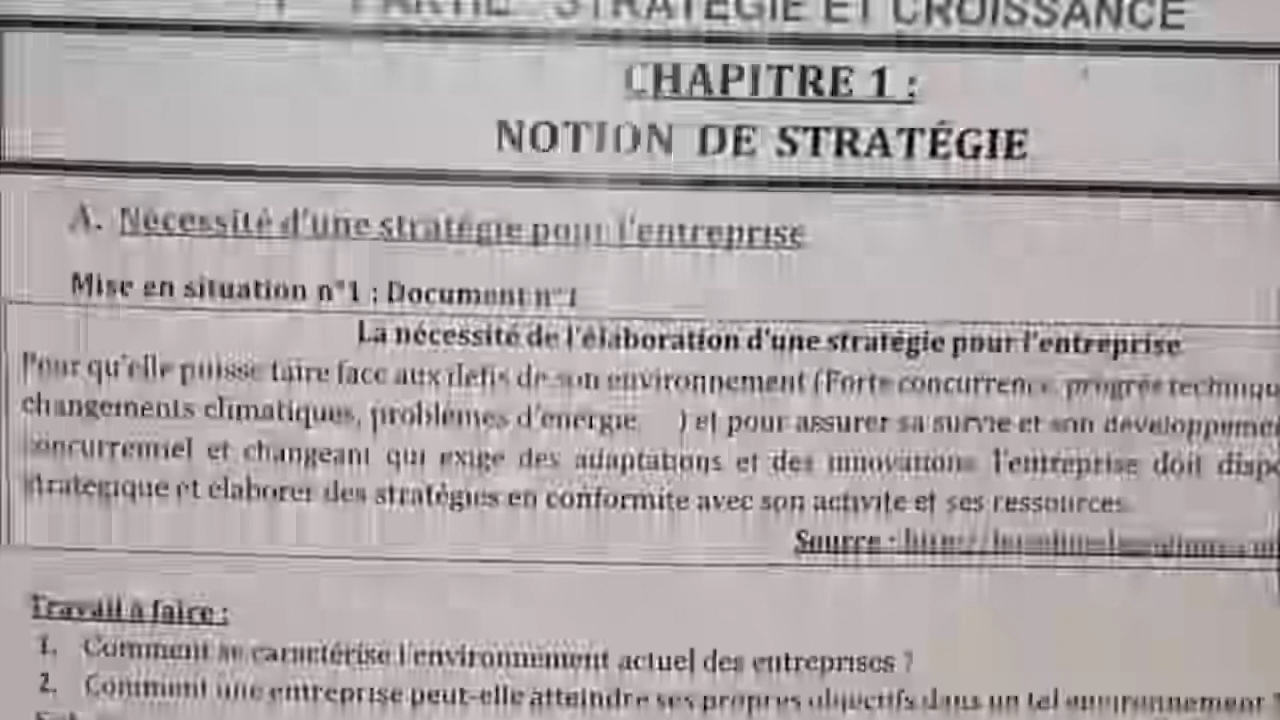 PARTIE STRATÉGIE ET CROISSANCE
CHAPITRE 1 :
NOTION DE STRATÉGIE
A. Nécessité d'une stratégie pour l'entreprise
Mise en situation n°1 : Document n°1
La nécessité de l'élaboration d'une stratégie pour l'entreprise
Pour qu'elle puisse faire face aux défis de son environnement (Forte concurrence, progrès
changements climatiques, problèmes d'énergie ) et pour assurer sa survie et son
concurrentiel et changeant qui exige des adaptations et des innovations l'entreprise doit
stratégique et élaborer des stratégies en conformité avec son activité et ses ressources
Source :
Travail à faire :
1. Comment se caractérise l'environnement actuel des entreprises ?
2. Comment une entreprise peut-elle atteindre ses propres objectifs dans un tel environnement ?